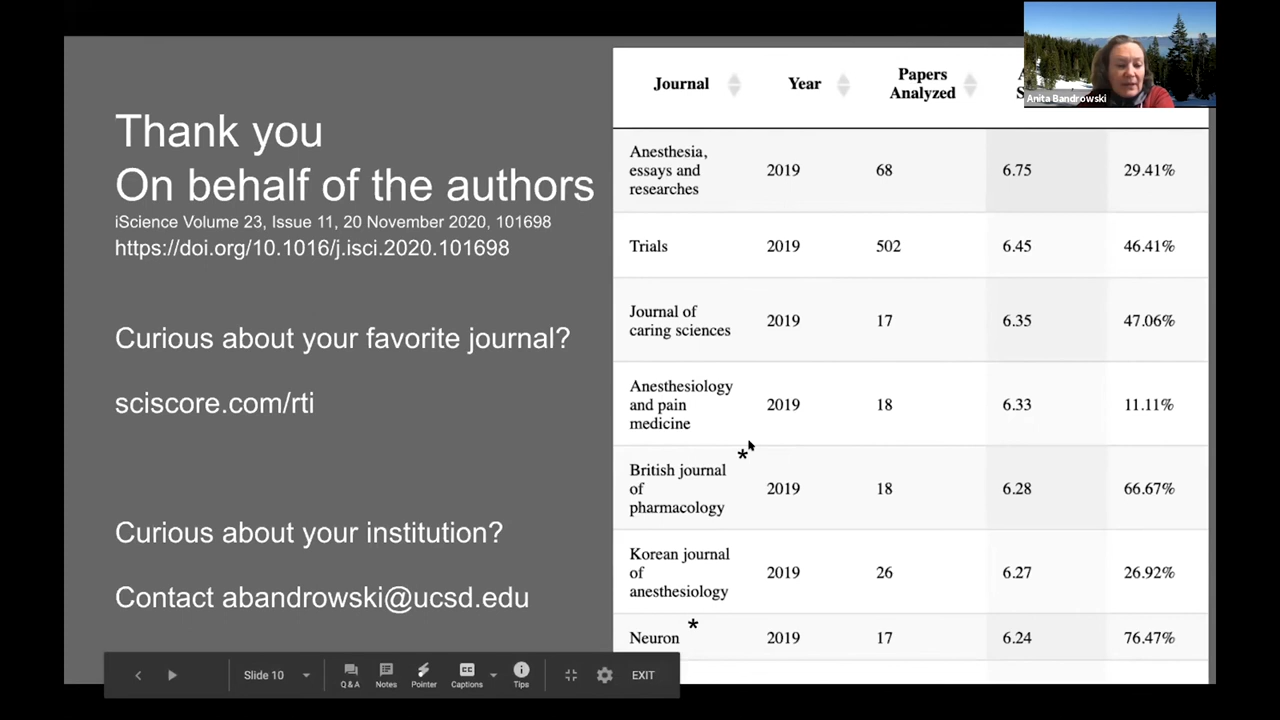 Thank you
On behalf of the authors
iScience Volume 23, Issue 11, 20 November 2020, 101698
https://doi.org/10.1016/j.isci.2020.101698
Curious about your favorite journal?
sciscore.com/rti
Curious about your institution?
Contact abandrowski@ucsd.edu
Journal Year Papers Analyzed
Anesthesia, essays and researches 2019 68 6.75 29.41%
Trials 2019 502 6.45 46.41%
Journal of caring sciences 2019 17 6.35 47.06%
Anesthesiology and pain medicine 2019 18 6.33 11.11%
*
British journal of pharmacology 2019 18 6.28 66.67%
Korean journal of anesthesiology 2019 26 6.27 26.92%
*
Neuron 2019 17 6.24 76.47%
Anita Bandrowski
Slide 10 Q&A Notes Pointer CC Captions Tips EXIT